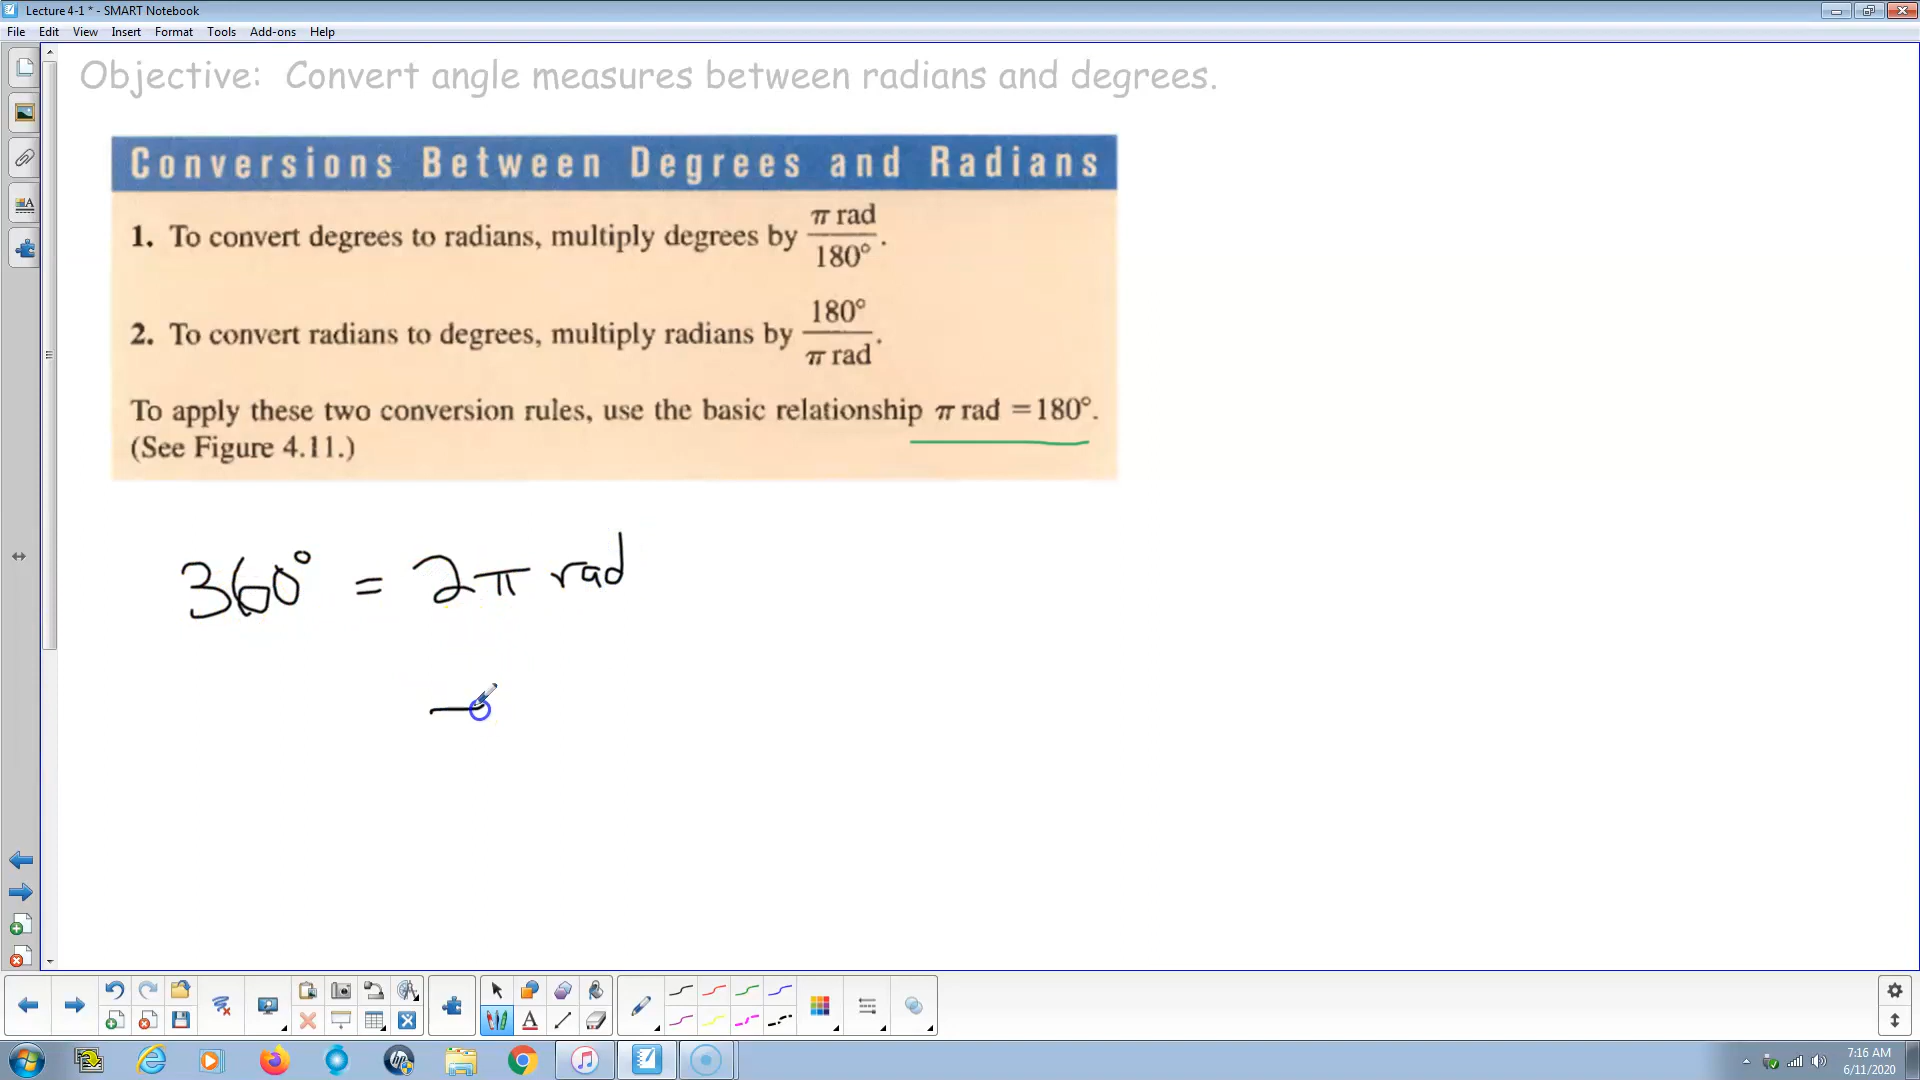 Lecture 4-1 * - SMART Notebook
File Edit View Insert Format Tools Add-ons Help
Objective: Convert angle measures between radians and degrees.
Conversions Between Degrees and Radians
1. To convert degrees to radians, multiply degrees by π rad / 180°.
2. To convert radians to degrees, multiply radians by 180° / π rad.
To apply these two conversion rules, use the basic relationship π rad = 180°.
(See Figure 4.11.)
360° = 2π rad
7:16 AM
6/11/2020